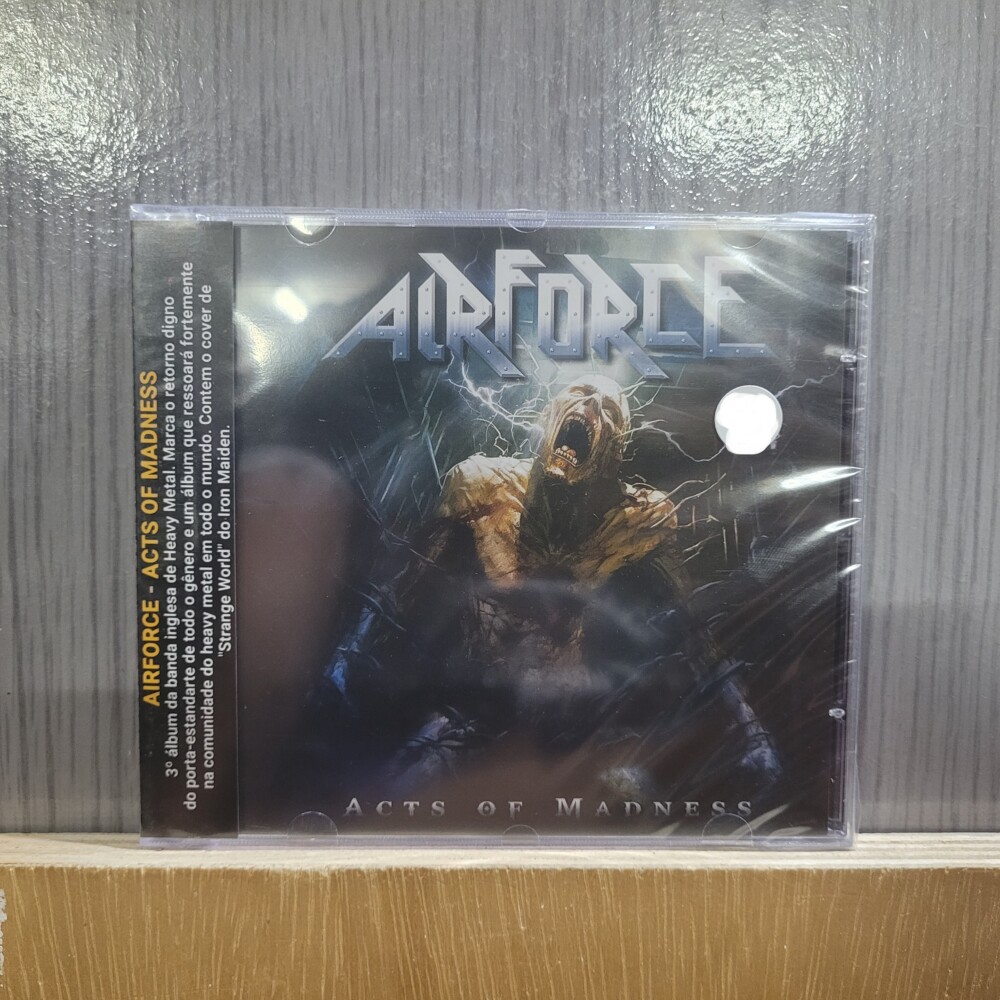 AIRFORCE - ACTS OF MADNESS
3º álbum da banda inglesa de Heavy Metal. Marca o retorno digno
do porta-estandarte de todo o gênero e um álbum que ressoará fortemente
na comunidade do heavy metal em todo o mundo. Contem o cover de
"Strange World" do Iron Maiden.
AIRFORCE
ACTS OF MADNESS